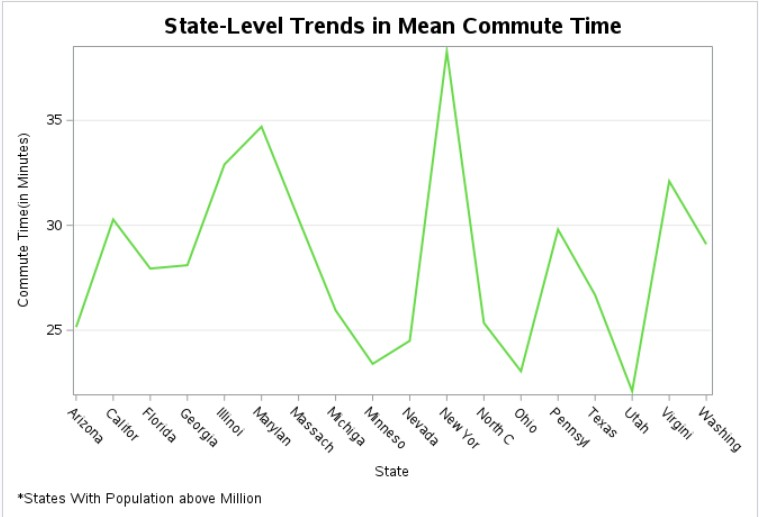 State-Level Trends in Mean Commute Time
Commute Time(in Minutes)
35
30
25
Arizona
Califor
Florida
Georgia
Illinoi
Marylan
Massach
Michiga
Minneso
Nevada
New Yor
North C
Ohio
Pennsyl
Texas
Utah
Virgini
Washing
State
*States With Population above Million